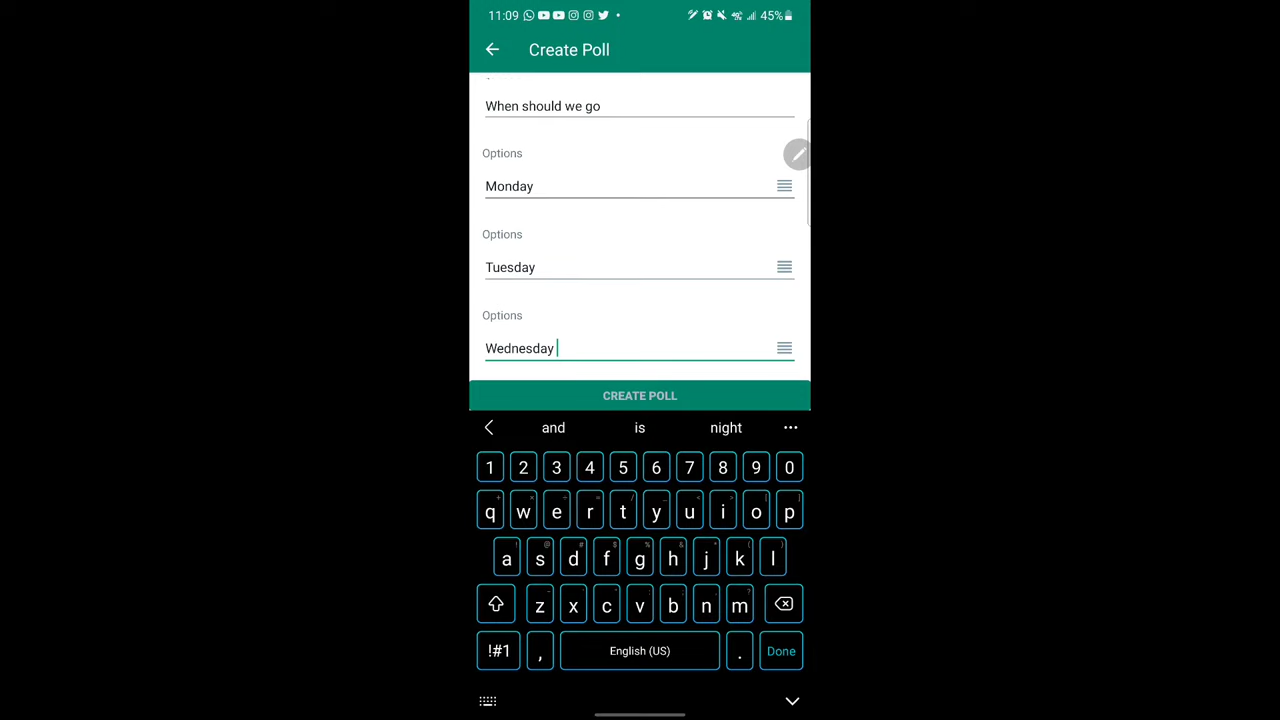 11:09 45%
Create Poll
When should we go
Options
Monday
Options
Tuesday
Options
Wednesday
CREATE POLL
and is night
1 2 3 4 5 6 7 8 9 0
q w e r t y u i o p
a s d f g h j k l
z x c v b n m
!#1 , English (US) . Done